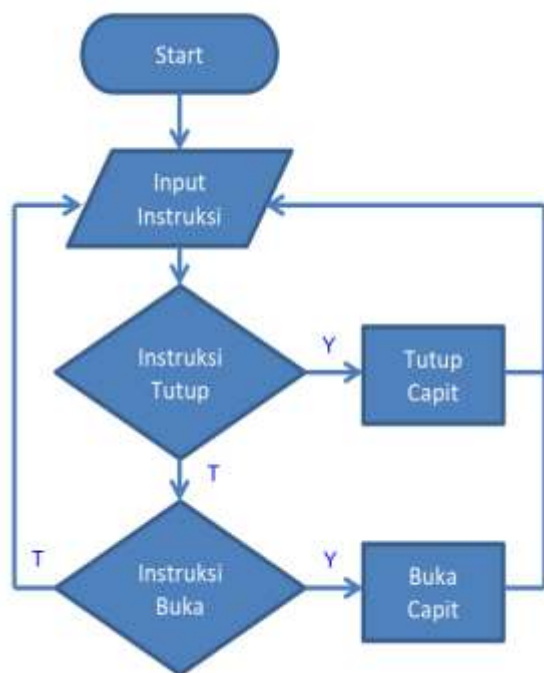 Start
Input
Instruksi
Instruksi
Tutup
Y
Tutup
Capit
T
T
Instruksi
Buka
Y
Buka
Capit